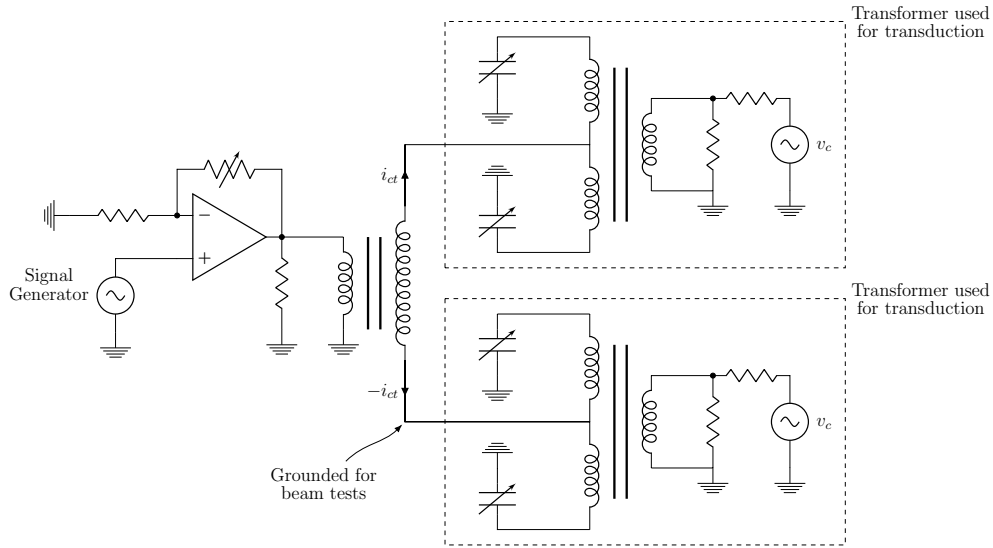 Transformer used
for transduction
v_c
i_ct
−
+
Signal
Generator
Transformer used
for transduction
−i_ct
v_c
Grounded for
beam tests